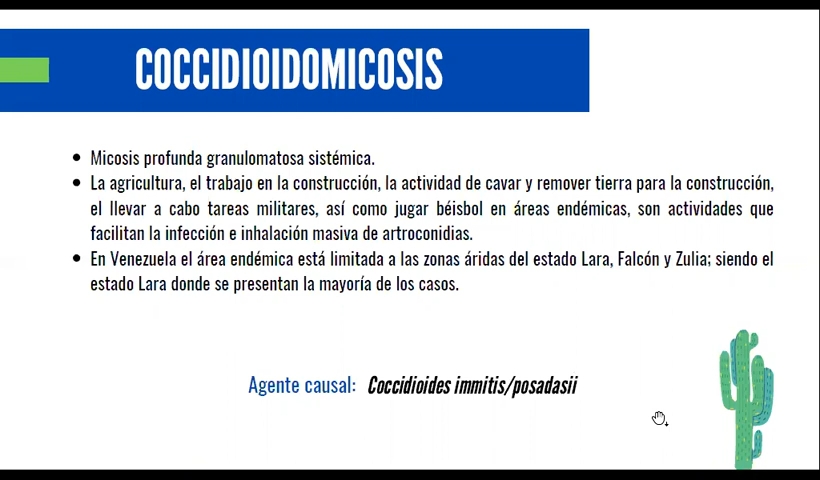 COCCIDIOIDOMICOSIS
• Micosis profunda granulomatosa sistémica.
• La agricultura, el trabajo en la construcción, la actividad de cavar y remover tierra para la construcción,
el llevar a cabo tareas militares, así como jugar béisbol en áreas endémicas, son actividades que
facilitan la infección e inhalación masiva de artroconidias.
• En Venezuela el área endémica está limitada a las zonas áridas del estado Lara, Falcón y Zulia; siendo el
estado Lara donde se presentan la mayoría de los casos.
Agente causal: Coccidioides immitis/posadasii